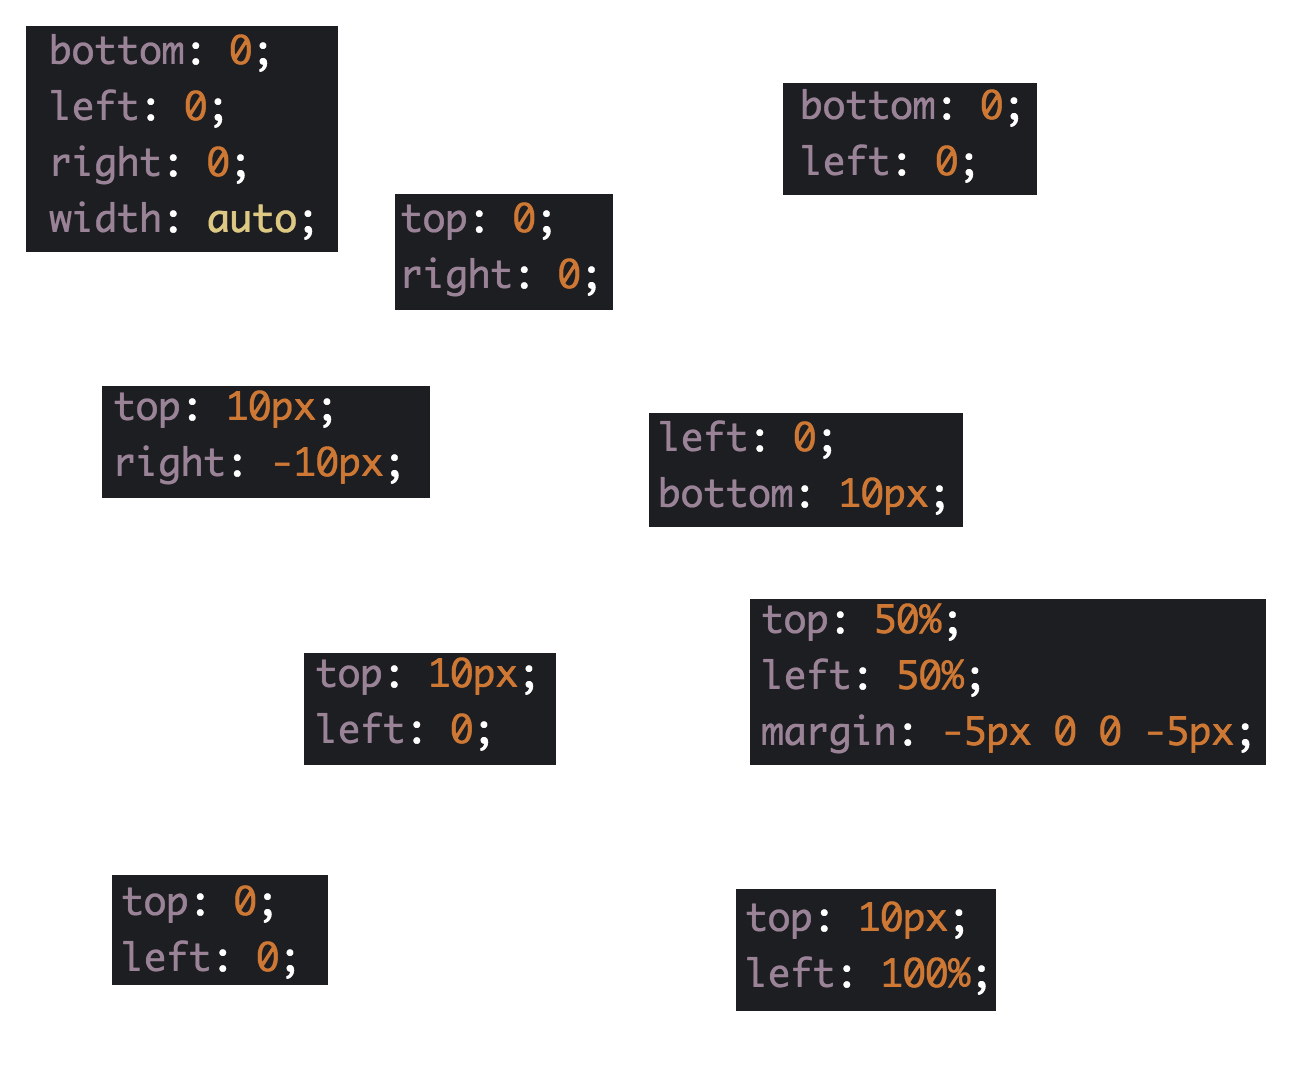 bottom: 0;
left: 0;
right: 0;
width: auto;
bottom: 0;
left: 0;
top: 0;
right: 0;
top: 10px;
right: -10px;
left: 0;
bottom: 10px;
top: 50%;
left: 50%;
margin: -5px 0 0 -5px;
top: 10px;
left: 0;
top: 0;
left: 0;
top: 10px;
left: 100%;